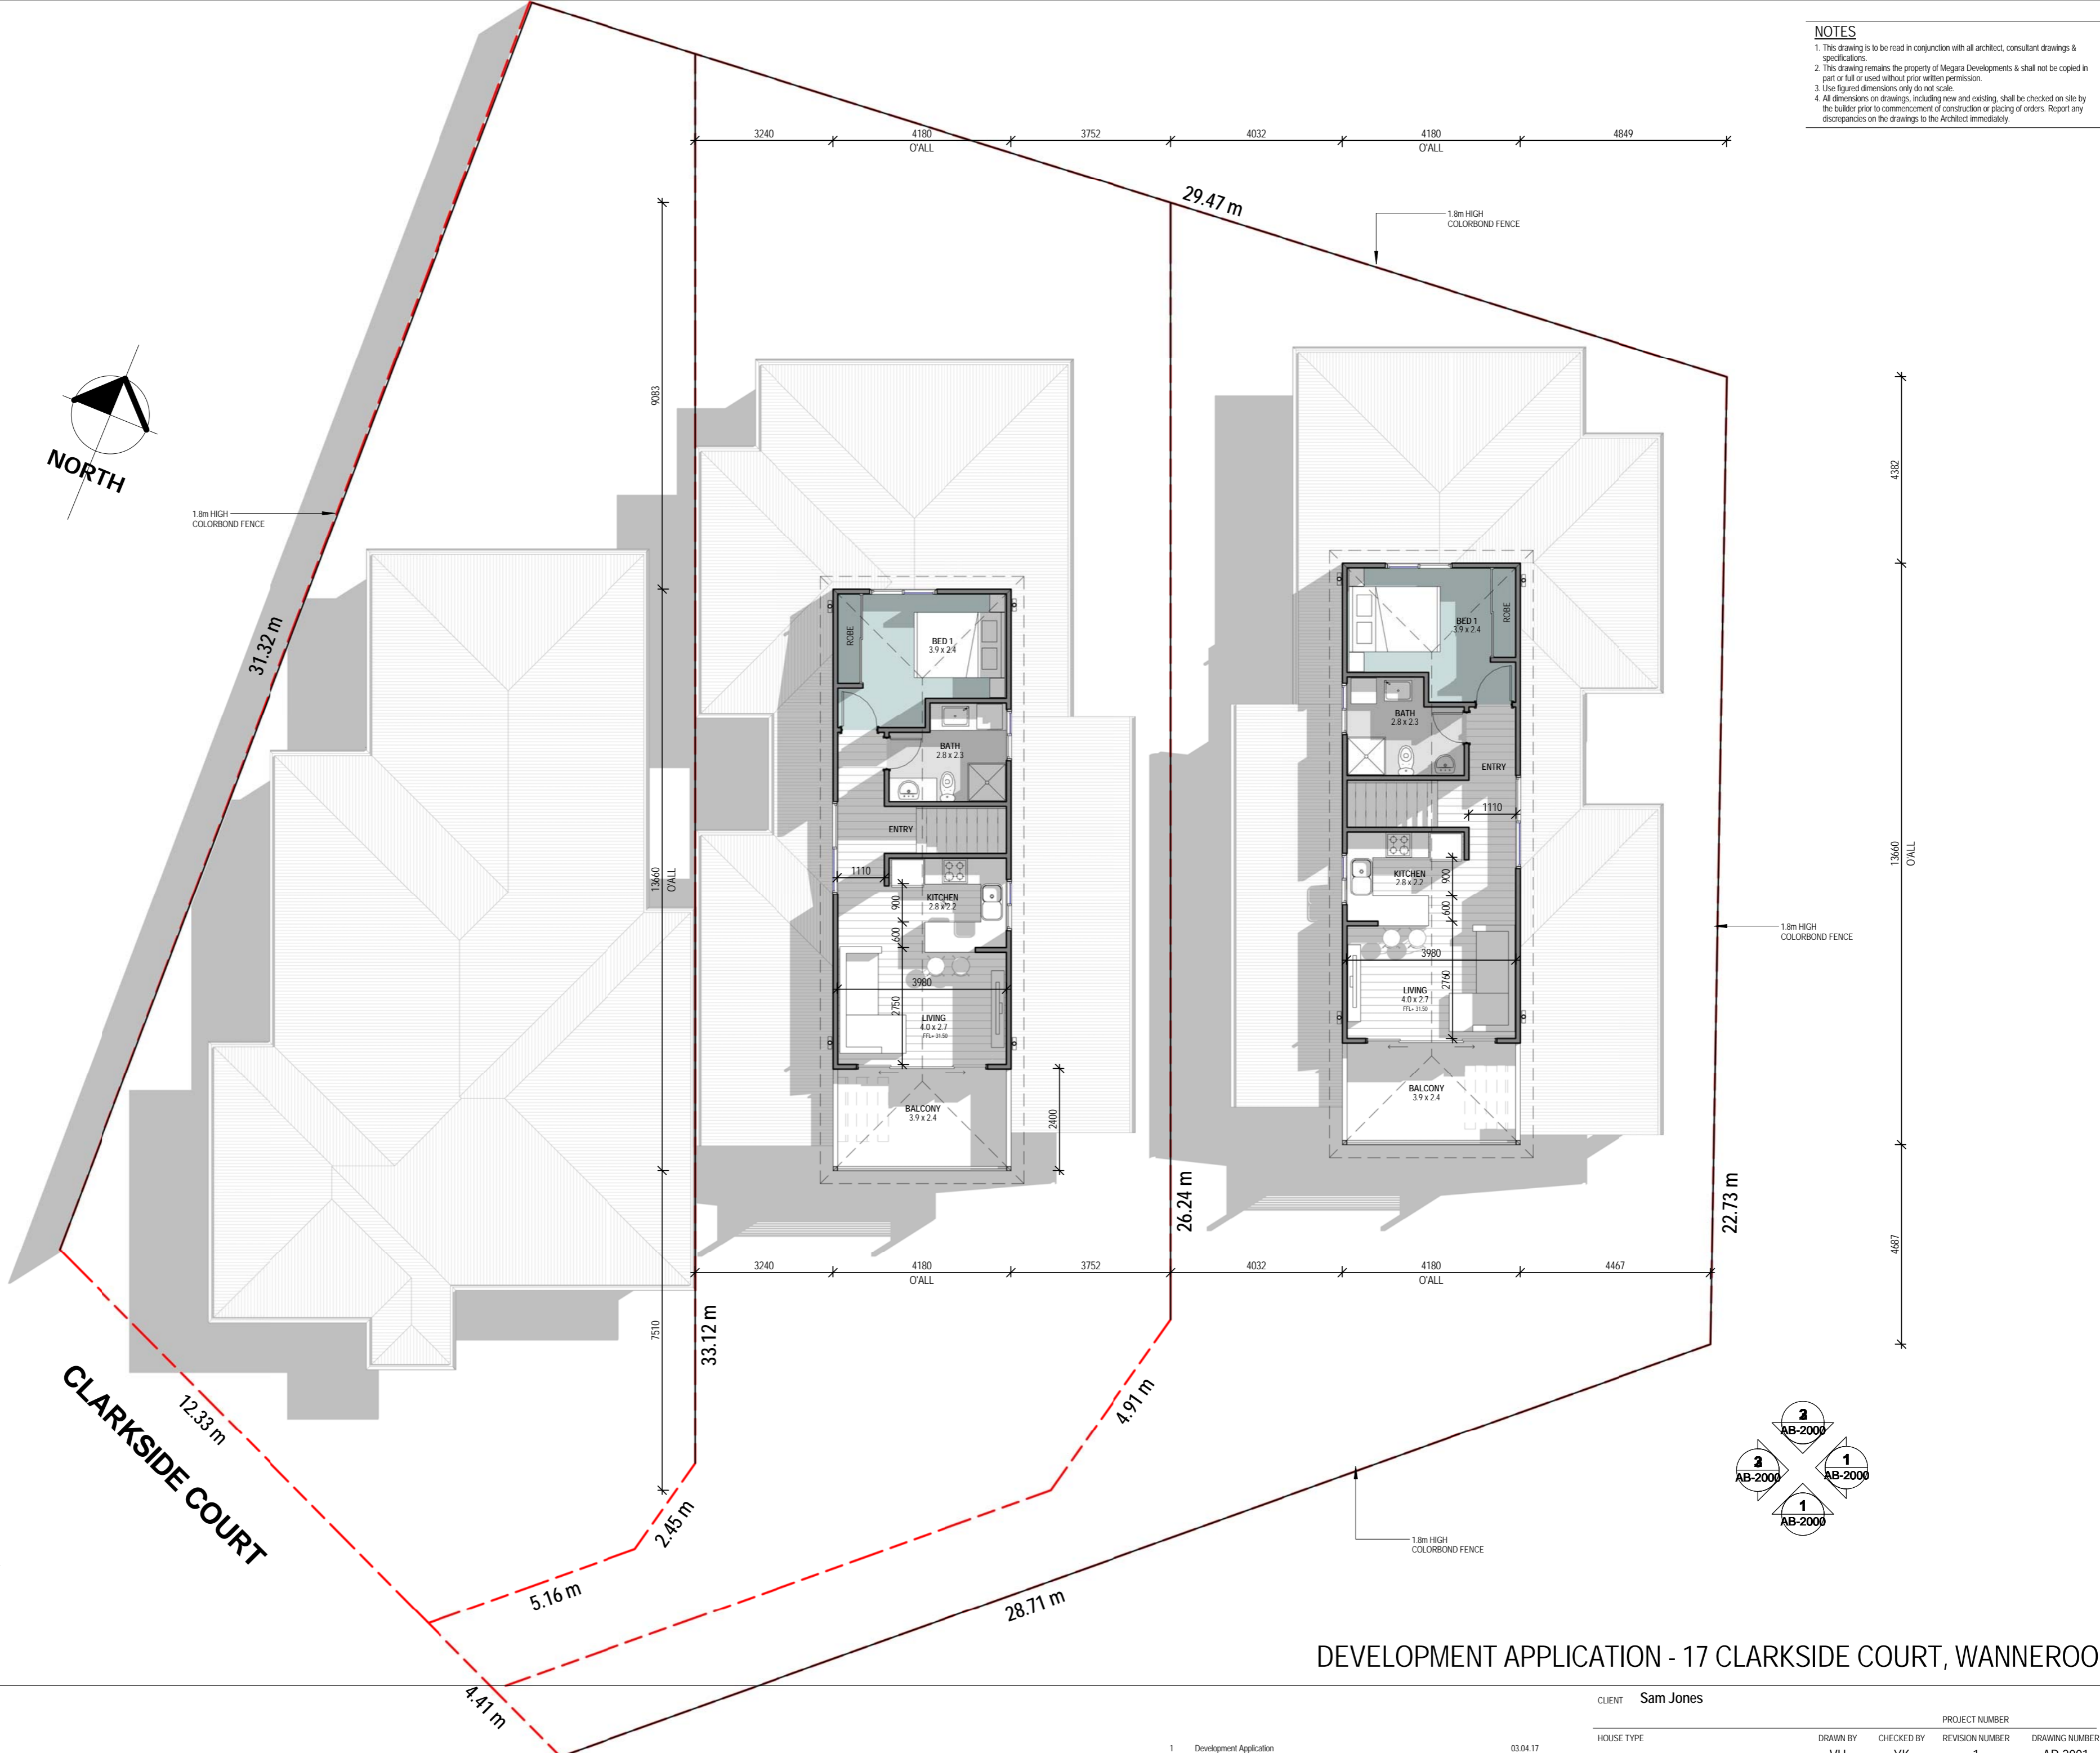 NOTES
1. This drawing is to be read in conjunction with all architect, consultant drawings &
specifications.
2. This drawing remains the property of Megara Developments & shall not be copied in
part or full or used without prior written permission.
3. Use figured dimensions only do not scale.
4. All dimensions on drawings, including new and existing, shall be checked on site by
the builder prior to commencement of construction or placing of orders. Report any
discrepancies on the drawings to the Architect immediately.
3240
4180
O'ALL
3752
4032
4180
O'ALL
4849
29.47 m
1.8m HIGH
COLORBOND FENCE
NORTH
1.8m HIGH
COLORBOND FENCE
31.32 m
9083
13660
O'ALL
7510
ROBE
BED 1
3.9 x 2.4
BATH
2.8 x 2.3
ENTRY
1110
KITCHEN
2.8 x 2.2
900
600
3980
2750
LIVING
4.0 x 2.7
FFL= 31.50
BALCONY
3.9 x 2.4
2400
BED 1
3.9 x 2.4
ROBE
BATH
2.8 x 2.3
ENTRY
1110
KITCHEN
2.8 x 2.2
900
600
3980
2760
LIVING
4.0 x 2.7
FFL= 31.50
BALCONY
3.9 x 2.4
4382
13660
O'ALL
4687
1.8m HIGH
COLORBOND FENCE
26.24 m
22.73 m
3240
4180
O'ALL
3752
4032
4180
O'ALL
4467
33.12 m
4.91 m
12.33 m
CLARKSIDE COURT
2.45 m
5.16 m
28.71 m
4.41 m
1.8m HIGH
COLORBOND FENCE
AB-2000
AB-2000
1
AB-2000
1
AB-2000
DEVELOPMENT APPLICATION - 17 CLARKSIDE COURT, WANNEROO
CLIENT Sam Jones
PROJECT NUMBER
HOUSE TYPE DRAWN BY CHECKED BY REVISION NUMBER DRAWING NUMBER
1 Development Application 03.04.17